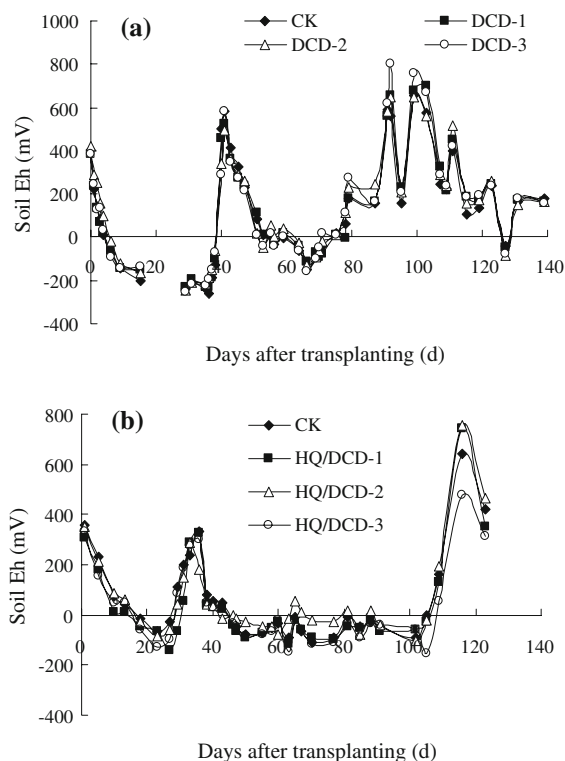 (a)
CK
DCD-1
DCD-2
DCD-3
1000
800
600
400
200
0
-200
-400
Soil Eh (mV)
0 20 40 60 80 100 120 140
Days after transplanting (d)
(b)
CK
HQ/DCD-1
HQ/DCD-2
HQ/DCD-3
800
600
400
200
0
-200
-400
Soil Eh (mV)
0 20 40 60 80 100 120 140
Days after transplanting (d)